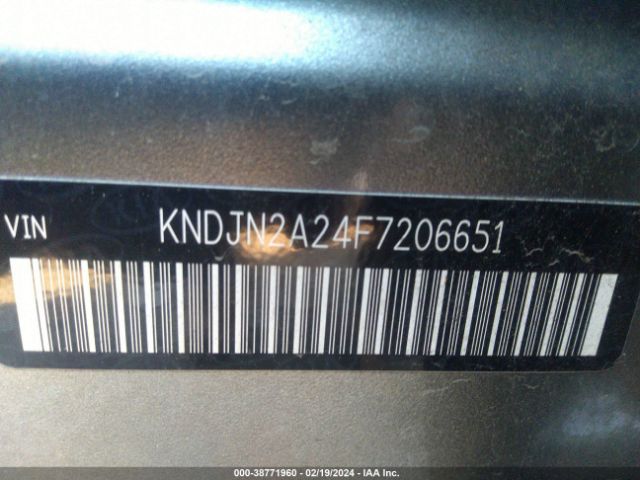 VIN KNDJN2A24F7206651
000-38771960 - 02/19/2024 - IAA Inc.